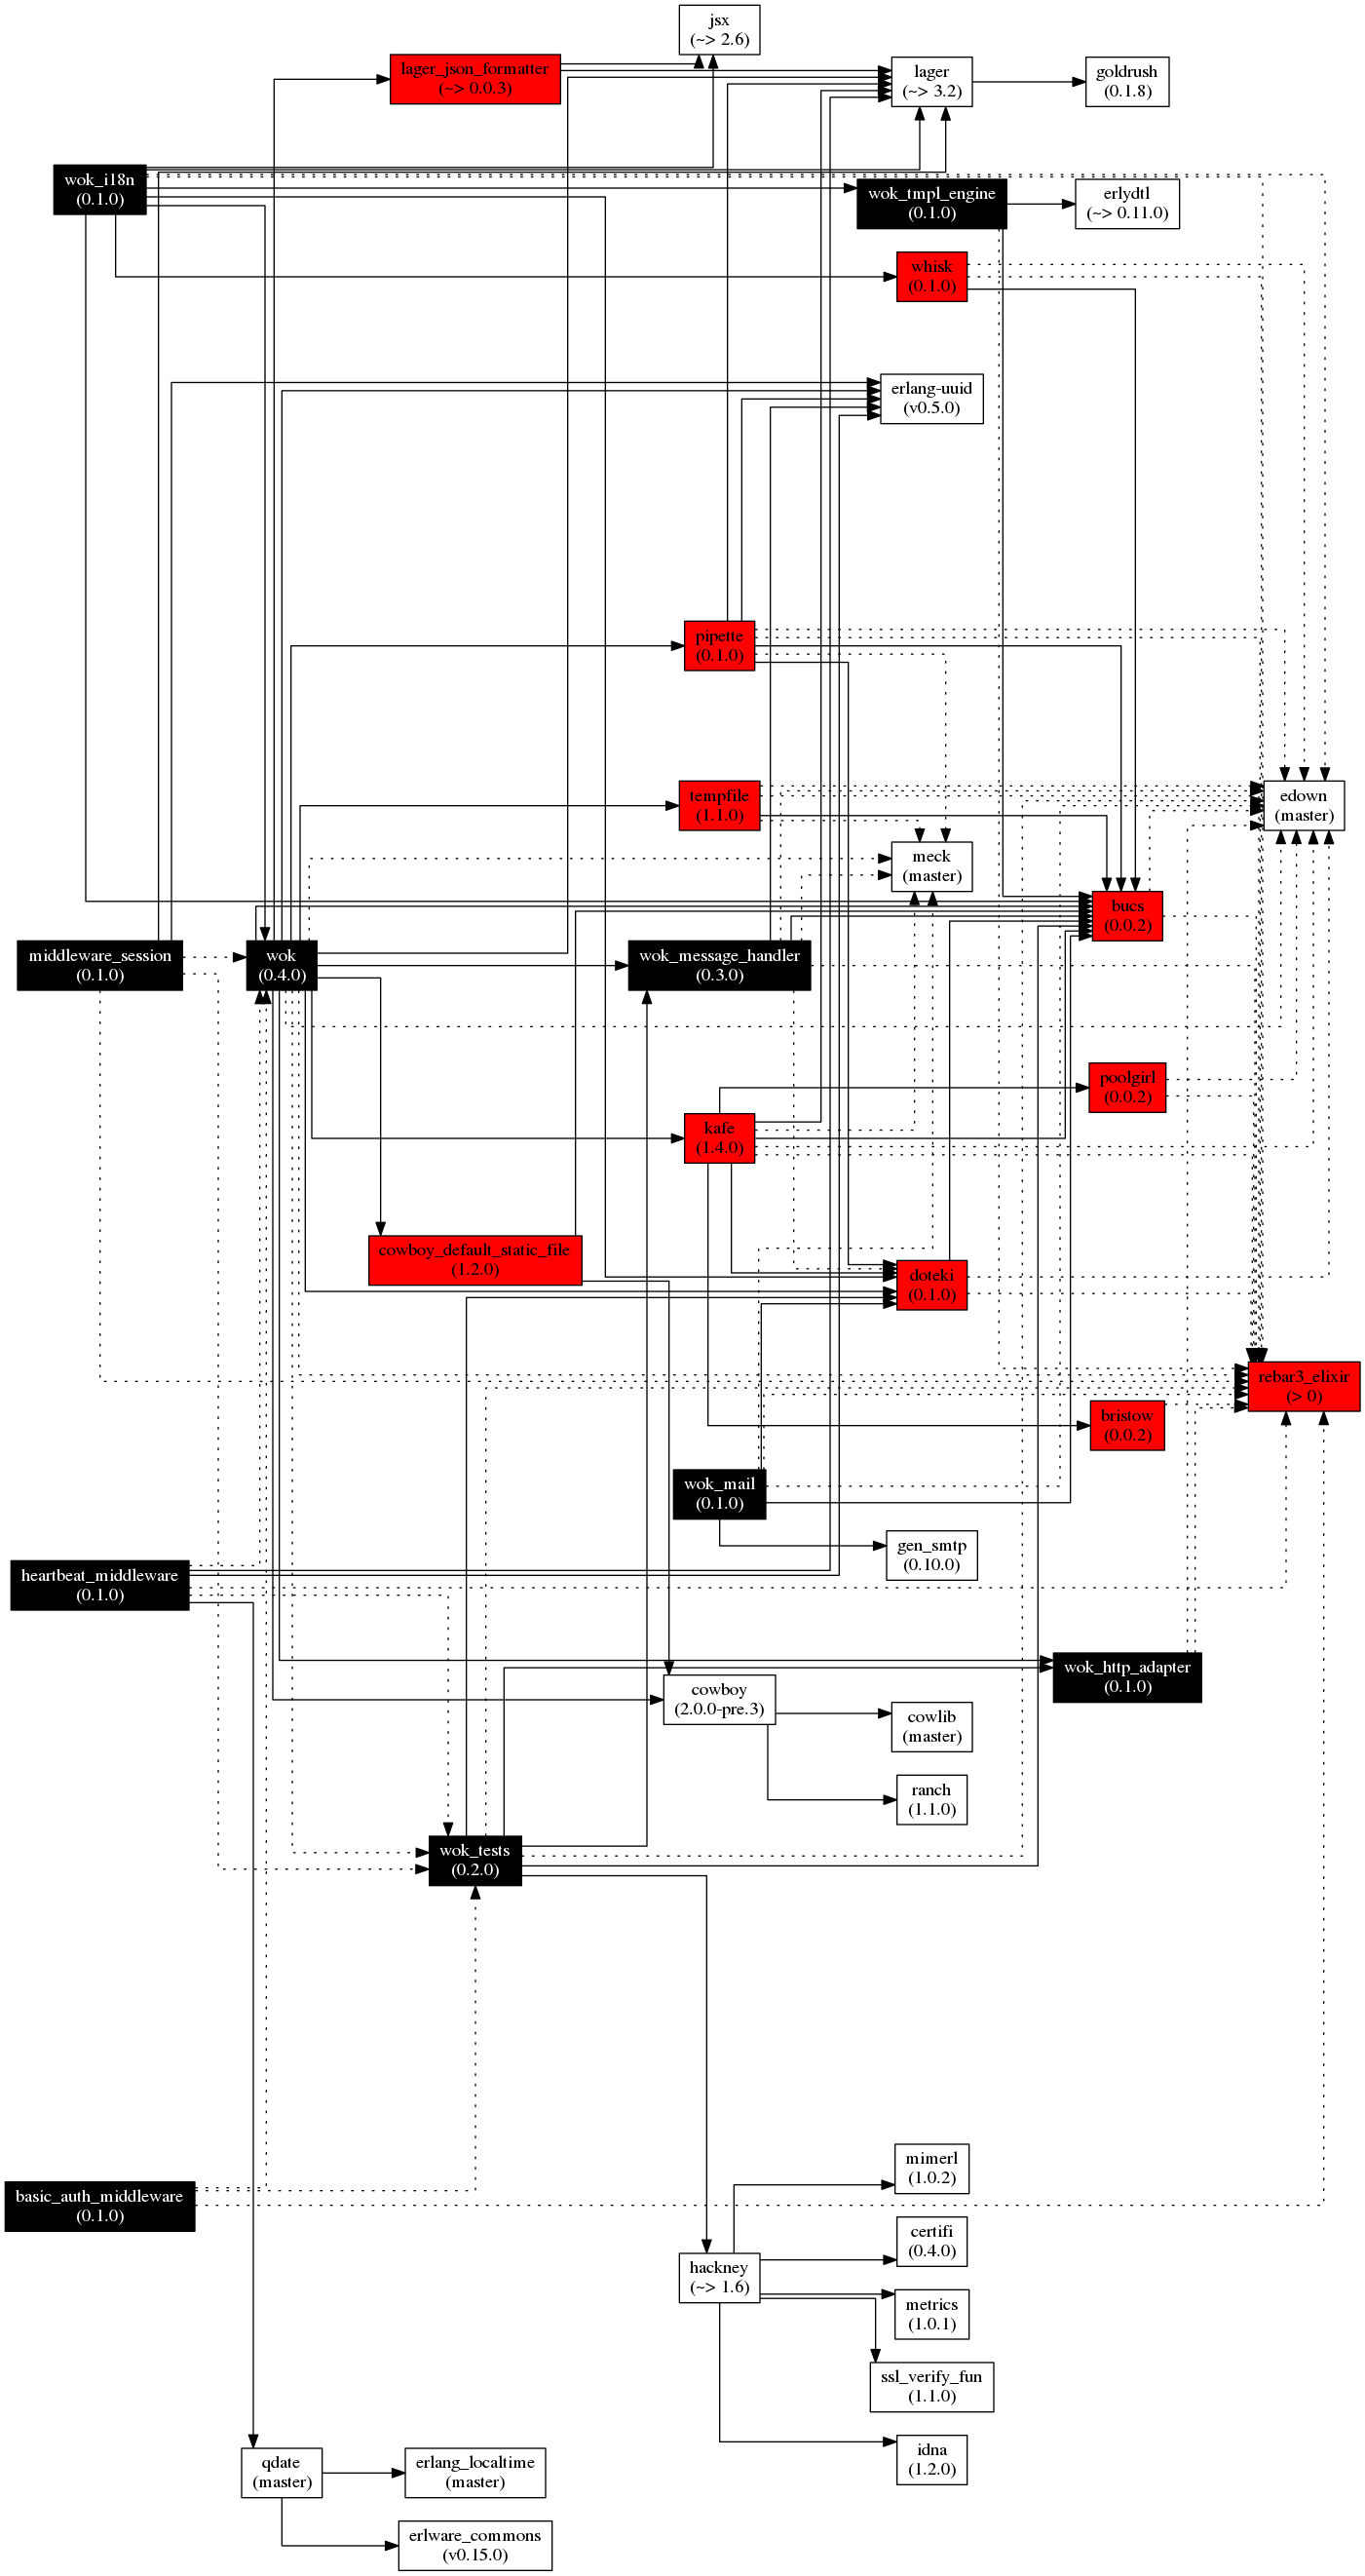 jsx
(~> 2.6)
lager_json_formatter
(~> 0.0.3)
lager
(~> 3.2)
goldrush
(0.1.8)
wok_i18n
(0.1.0)
wok_tmpl_engine
(0.1.0)
erlydtl
(~> 0.11.0)
whisk
(0.1.0)
erlang-uuid
(v0.5.0)
pipette
(0.1.0)
tempfile
(1.1.0)
edown
(master)
meck
(master)
bucs
(0.0.2)
middleware_session
(0.1.0)
wok
(0.4.0)
wok_message_handler
(0.3.0)
poolgirl
(0.0.2)
kafe
(1.4.0)
cowboy_default_static_file
(1.2.0)
doteki
(0.1.0)
rebar3_elixir
(> 0)
bristow
(0.0.2)
wok_mail
(0.1.0)
gen_smtp
(0.10.0)
heartbeat_middleware
(0.1.0)
wok_http_adapter
(0.1.0)
cowboy
(2.0.0-pre.3)
cowlib
(master)
ranch
(1.1.0)
wok_tests
(0.2.0)
mimerl
(1.0.2)
basic_auth_middleware
(0.1.0)
certifi
(0.4.0)
hackney
(~> 1.6)
metrics
(1.0.1)
ssl_verify_fun
(1.1.0)
idna
(1.2.0)
qdate
(master)
erlang_localtime
(master)
erlware_commons
(v0.15.0)